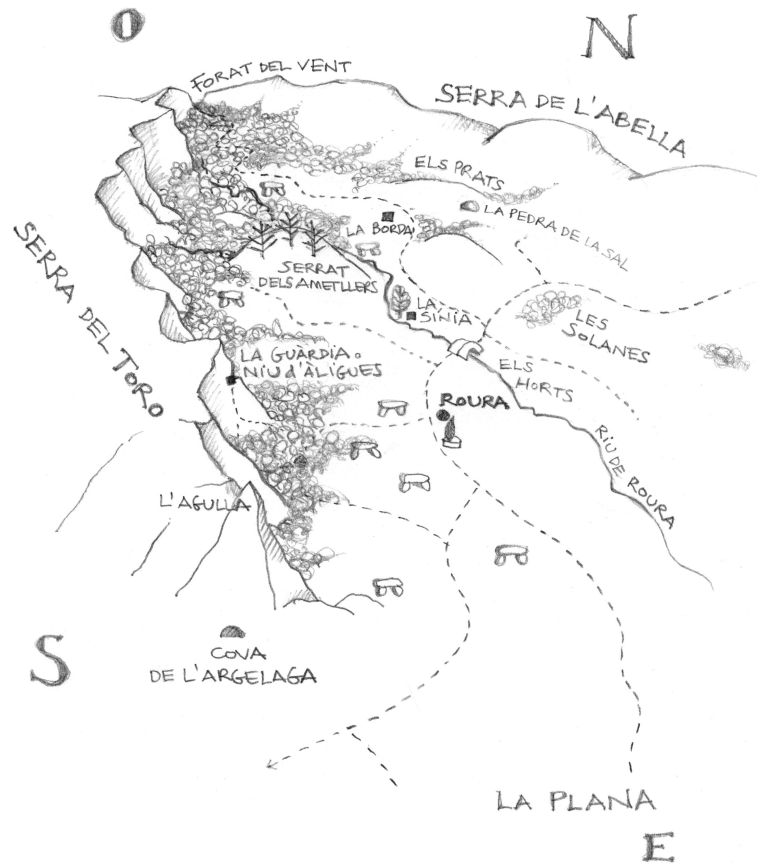 O
N
FORAT DEL VENT
SERRA DE L'ABELLA
ELS PRATS
LA PEDRA DE LA SAL
LA BORDA
SERRA DEL TORO
SERRAT
DELS AMETLLERS
LA
SÍNIA
LES
SOLANES
LA GUÀRDIA O
NIU d'ÀLIGUES
ELS
HORTS
ROURA
RIU DE ROURA
L'AGULLA
S
COVA
DE L'ARGELAGA
LA PLANA
E